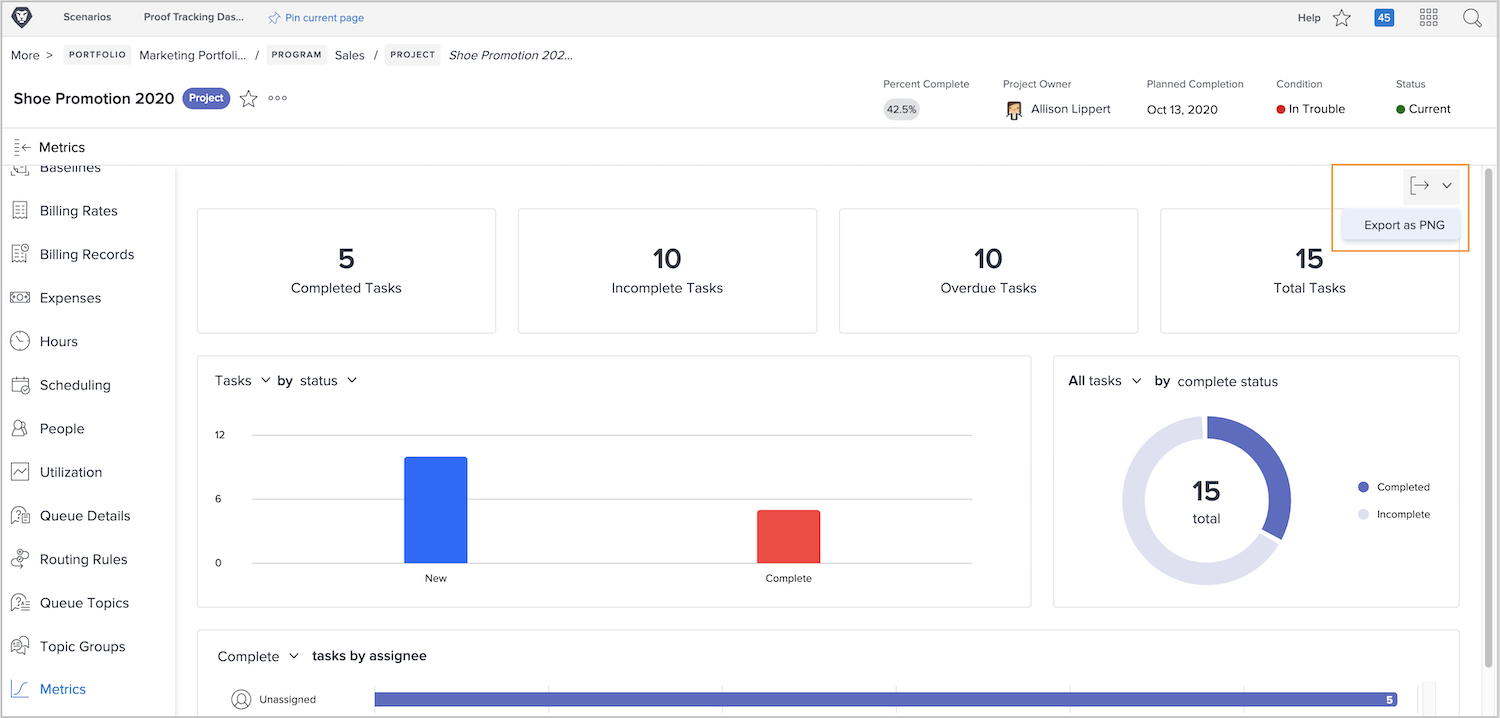 Scenarios Proof Tracking Das... Pin current page Help 45
More > PORTFOLIO Marketing Portfoli... / PROGRAM Sales / PROJECT Shoe Promotion 202...
Percent Complete Project Owner Planned Completion Condition Status
Shoe Promotion 2020 Project 42.5% Allison Lippert Oct 13, 2020 In Trouble Current
Metrics
Baselines
Billing Rates
Billing Records
Expenses
Hours
Scheduling
People
Utilization
Queue Details
Routing Rules
Queue Topics
Topic Groups
Metrics
Export as PNG
5
Completed Tasks
10
Incomplete Tasks
10
Overdue Tasks
15
Total Tasks
Tasks by status
12
6
0
New Complete
All tasks by complete status
15
total
Completed
Incomplete
Complete tasks by assignee
Unassigned 5